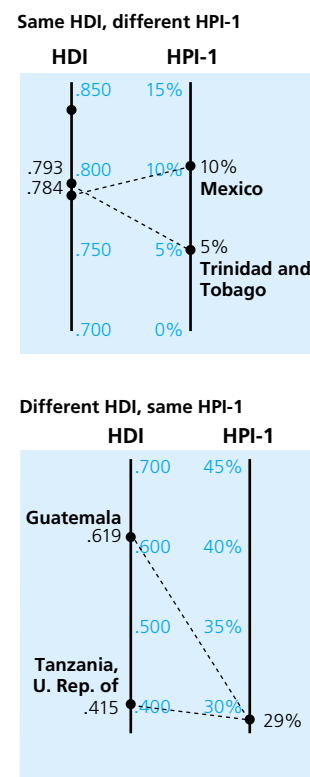 Same HDI, different HPI-1
HDI HPI-1
.850 15%
.793 .800 10% 10%
.784 Mexico
.750 5% 5%
Trinidad and
Tobago
.700 0%
Different HDI, same HPI-1
HDI HPI-1
.700 45%
Guatemala
.619
.600 40%
.500 35%
Tanzania,
U. Rep. of
.415 .400 30%
29%